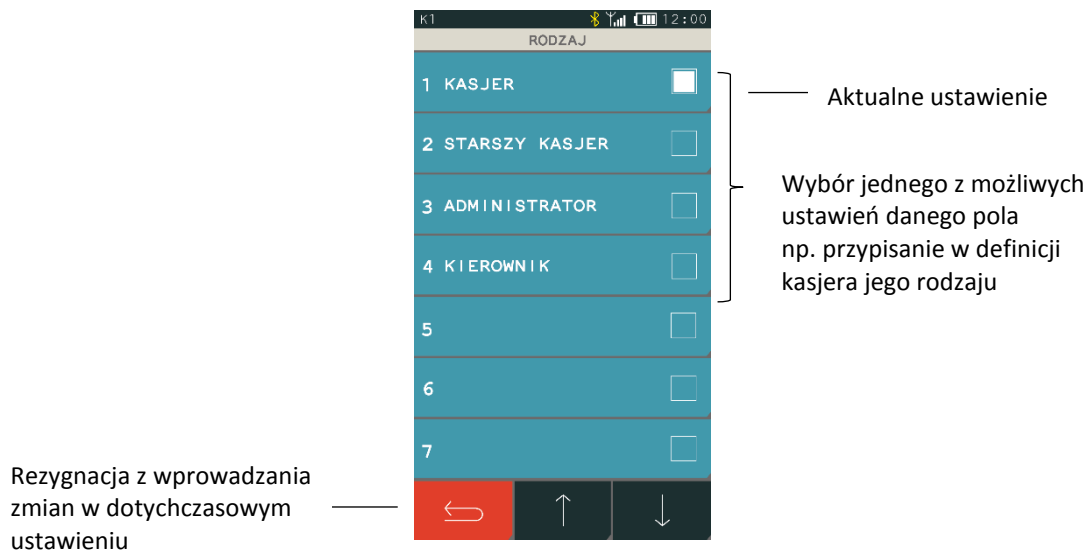 K1 12:00
RODZAJ
1 KASJER
2 STARSZY KASJER
3 ADMINISTRATOR
4 KIEROWNIK
5
6
7
Aktualne ustawienie
Wybór jednego z możliwych
ustawień danego pola
np. przypisanie w definicji
kasjera jego rodzaju
Rezygnacja z wprowadzania
zmian w dotychczasowym
ustawieniu